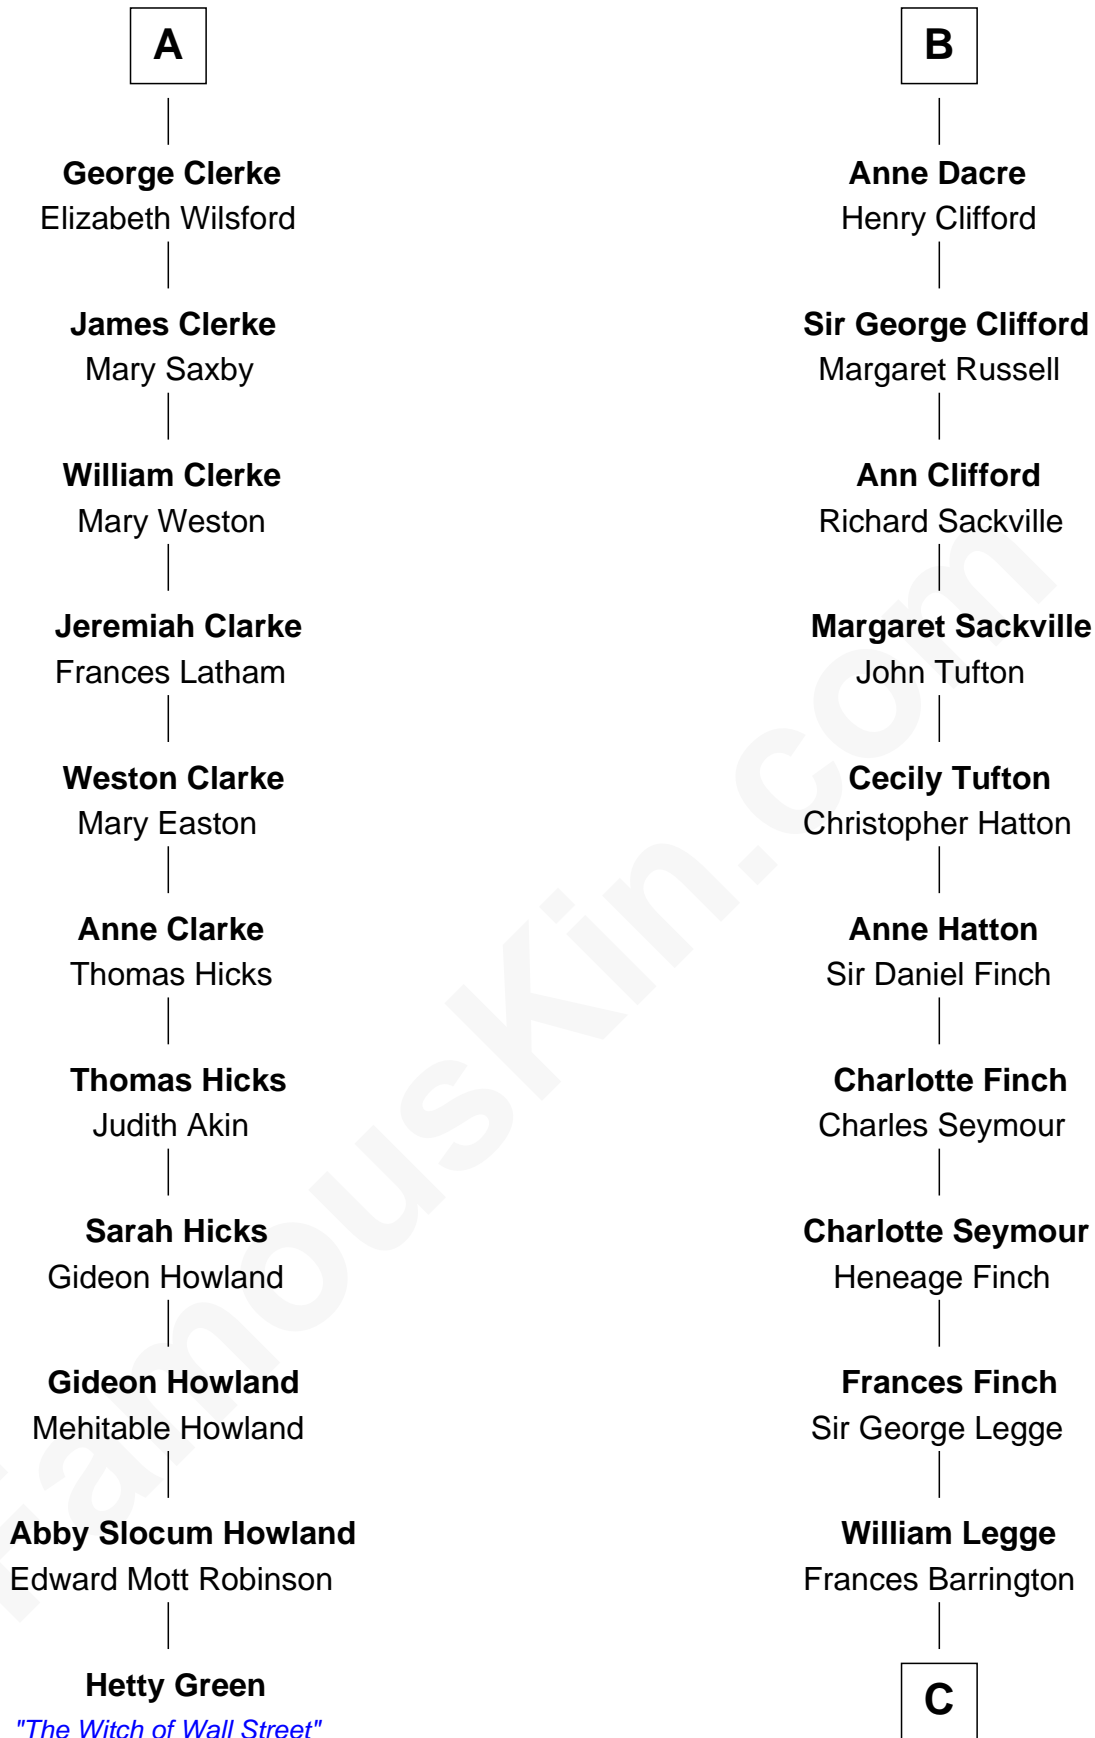 A
George Clerke
Elizabeth Wilsford
James Clerke
Mary Saxby
William Clerke
Mary Weston
Jeremiah Clarke
Frances Latham
Weston Clarke
Mary Easton
Anne Clarke
Thomas Hicks
Thomas Hicks
Judith Akin
Sarah Hicks
Gideon Howland
Gideon Howland
Mehitable Howland
Abby Slocum Howland
Edward Mott Robinson
Hetty Green
"The Witch of Wall Street"
B
Anne Dacre
Henry Clifford
Sir George Clifford
Margaret Russell
Ann Clifford
Richard Sackville
Margaret Sackville
John Tufton
Cecily Tufton
Christopher Hatton
Anne Hatton
Sir Daniel Finch
Charlotte Finch
Charles Seymour
Charlotte Seymour
Heneage Finch
Frances Finch
Sir George Legge
William Legge
Frances Barrington
C
FamousKin.com